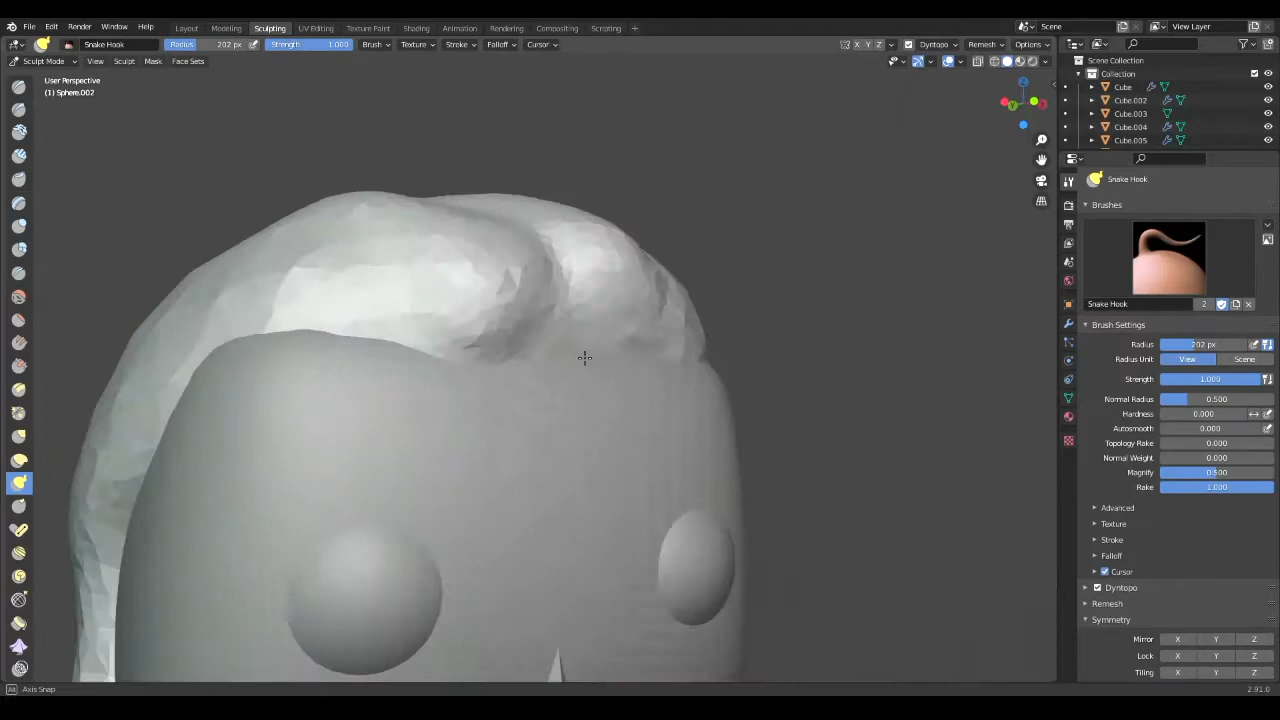 File Edit Render Window Help Layout Modeling Sculpting UV Editing Texture Paint Shading Animation Rendering Compositing Scripting + Scene View Layer
Snake Hook Radius 202 px Strength 1.000 Brush Texture Stroke Falloff Cursor X Y Z Dyntopo Remesh Options
Sculpt Mode View Sculpt Mask Face Sets
User Perspective
(1) Sphere.002
Scene Collection
Collection
Cube
Cube.002
Cube.003
Cube.004
Cube.005
Snake Hook
Brushes
Snake Hook 2
Brush Settings
Radius 202 px
Radius Unit View Scene
Strength 1.000
Normal Radius 0.500
Hardness 0.000
Autosmooth 0.000
Topology Rake 0.000
Normal Weight 0.000
Magnify 0.500
Rake 1.000
Advanced
Texture
Stroke
Falloff
Cursor
Dyntopo
Remesh
Symmetry
Mirror X Y Z
Lock X Y Z
Tiling X Y Z
Alt Axis Snap 2.91.0